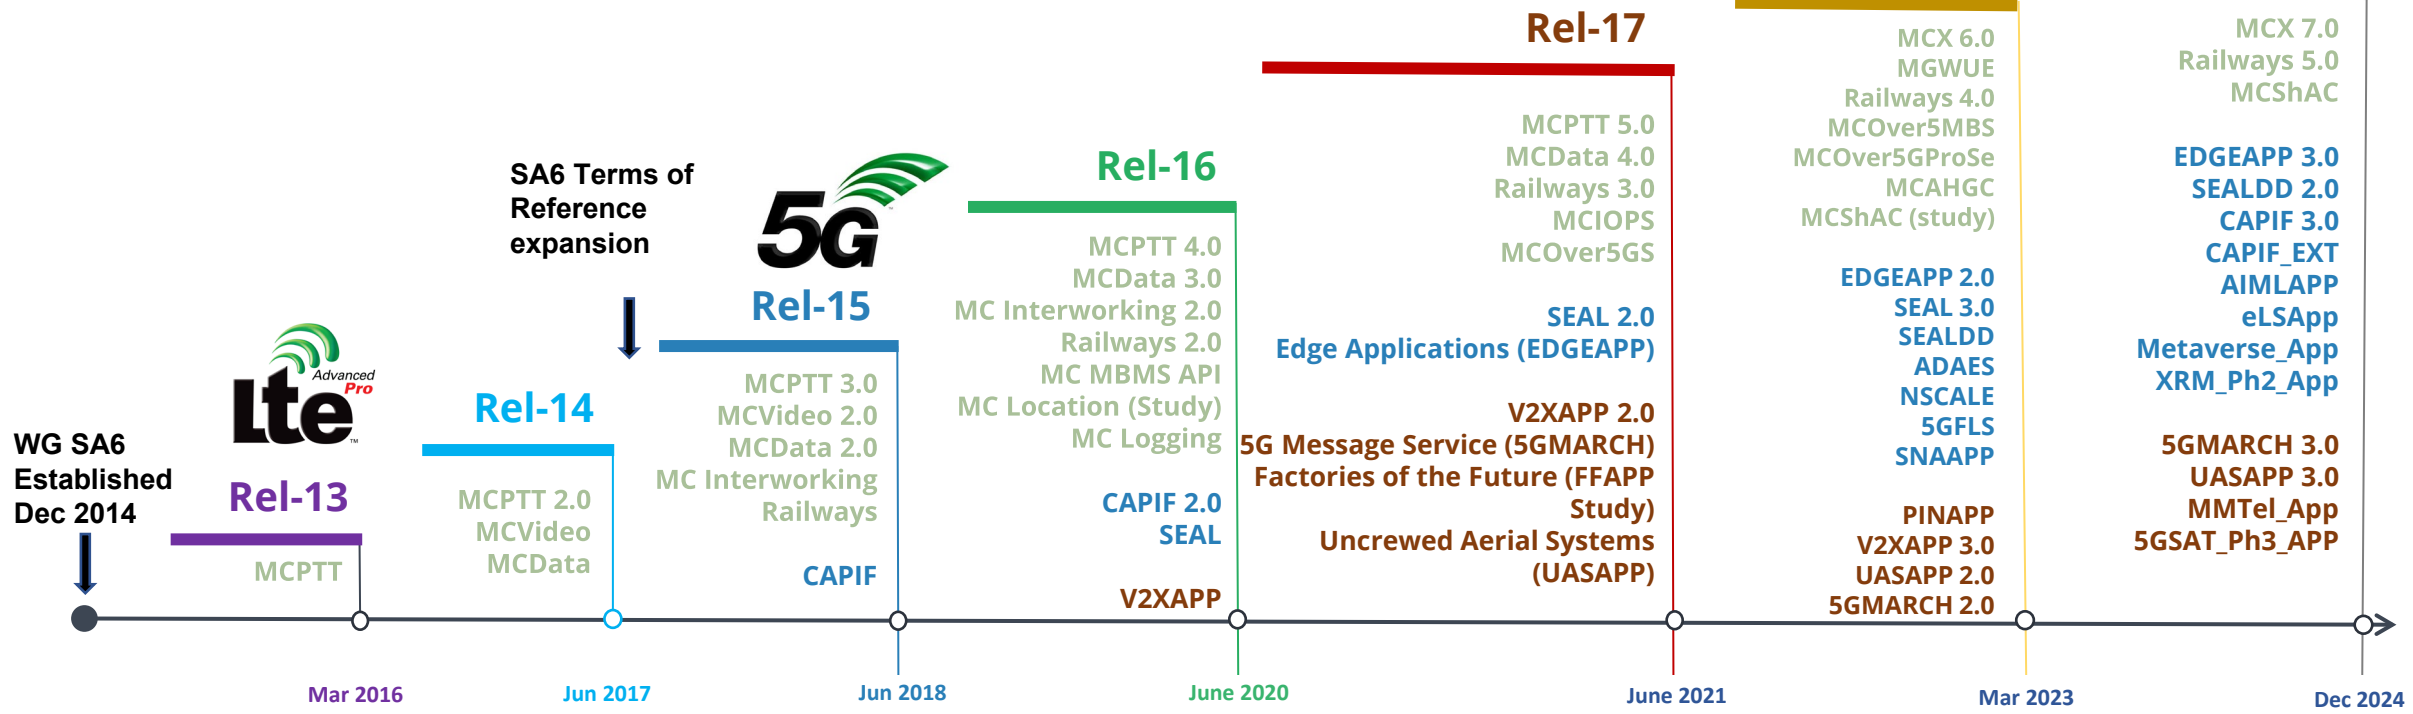 WG SA6
Established
Dec 2014
LTE
Advanced
Pro
™
Rel-13
MCPTT
Mar 2016
Rel-14
MCPTT 2.0
MCVideo
MCData
Jun 2017
SA6 Terms of
Reference
expansion
5G
Rel-15
MCPTT 3.0
MCVideo 2.0
MCData 2.0
MC Interworking
Railways
CAPIF
Jun 2018
Rel-16
MCPTT 4.0
MCData 3.0
MC Interworking 2.0
Railways 2.0
MC MBMS API
MC Location (Study)
MC Logging
CAPIF 2.0
SEAL
V2XAPP
June 2020
Rel-17
MCPTT 5.0
MCData 4.0
Railways 3.0
MCIOPS
MCOver5GS
SEAL 2.0
Edge Applications (EDGEAPP)
V2XAPP 2.0
5G Message Service (5GMARCH)
Factories of the Future (FFAPP
Study)
Uncrewed Aerial Systems
(UASAPP)
June 2021
MCX 6.0
MGWUE
Railways 4.0
MCOver5MBS
MCOver5GProSe
MCAHGC
MCShAC (study)
EDGEAPP 2.0
SEAL 3.0
SEALDD
ADAES
NSCALE
5GFLS
SNAAPP
PINAPP
V2XAPP 3.0
UASAPP 2.0
5GMARCH 2.0
Mar 2023
MCX 7.0
Railways 5.0
MCShAC
EDGEAPP 3.0
SEALDD 2.0
CAPIF 3.0
CAPIF_EXT
AIMLAPP
eLSApp
Metaverse_App
XRM_Ph2_App
5GMARCH 3.0
UASAPP 3.0
MMTel_App
5GSAT_Ph3_APP
Dec 2024